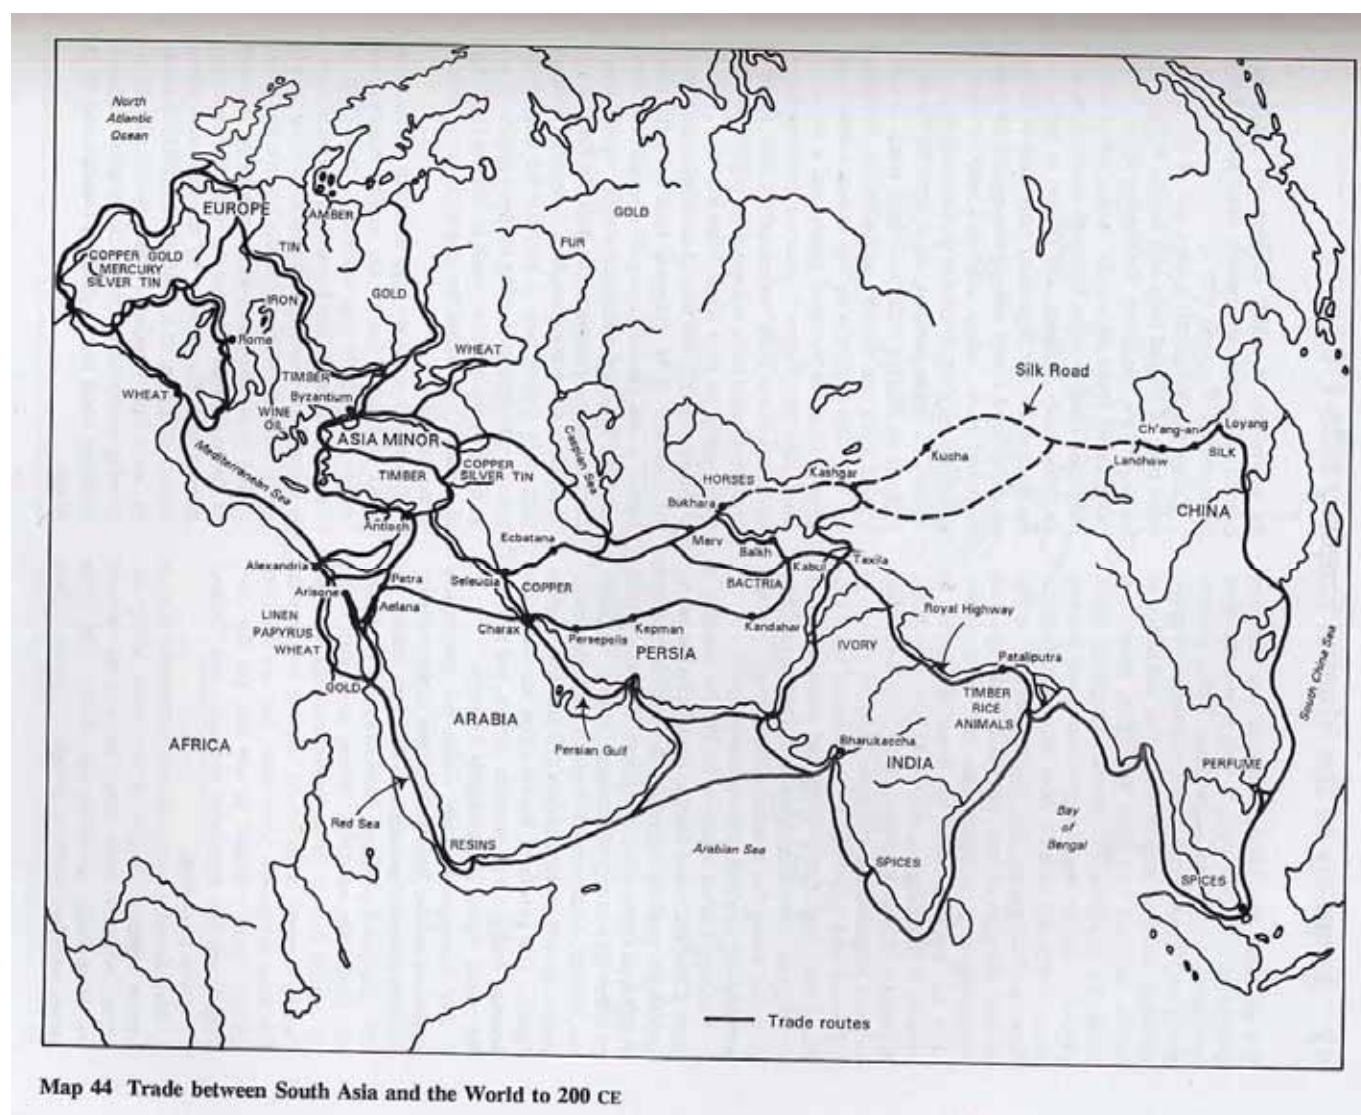 North
Atlantic
Ocean
EUROPE
AMBER
TIN
GOLD
FUR
COPPER GOLD
MERCURY
SILVER TIN
GOLD
IRON
Rome
WHEAT
TIMBER
Silk Road
WHEAT
WINE
OIL
Byzantium
ASIA MINOR
Mediterranean Sea
TIMBER
COPPER
SILVER TIN
Caspian Sea
HORSES
Kashgar
Kucha
Ch'ang-an
Loyang
Lanchow
SILK
Bukhara
CHINA
Antioch
Ecbatana
Merv
Balkh
Kabul
Taxila
Alexandria
Petra
Seleucia
COPPER
BACTRIA
Arisone
Aelana
LINEN
PAPYRUS
WHEAT
Charax
Persepolis
Kepman
Kandahar
Royal Highway
PERSIA
IVORY
Pataliputra
South China Sea
GOLD
TIMBER
RICE
ANIMALS
ARABIA
AFRICA
Persian Gulf
Bharukaccha
INDIA
PERFUME
Red Sea
RESINS
Arabian Sea
Bay
of
Bengal
SPICES
SPICES
Trade routes
Map 44 Trade between South Asia and the World to 200 CE